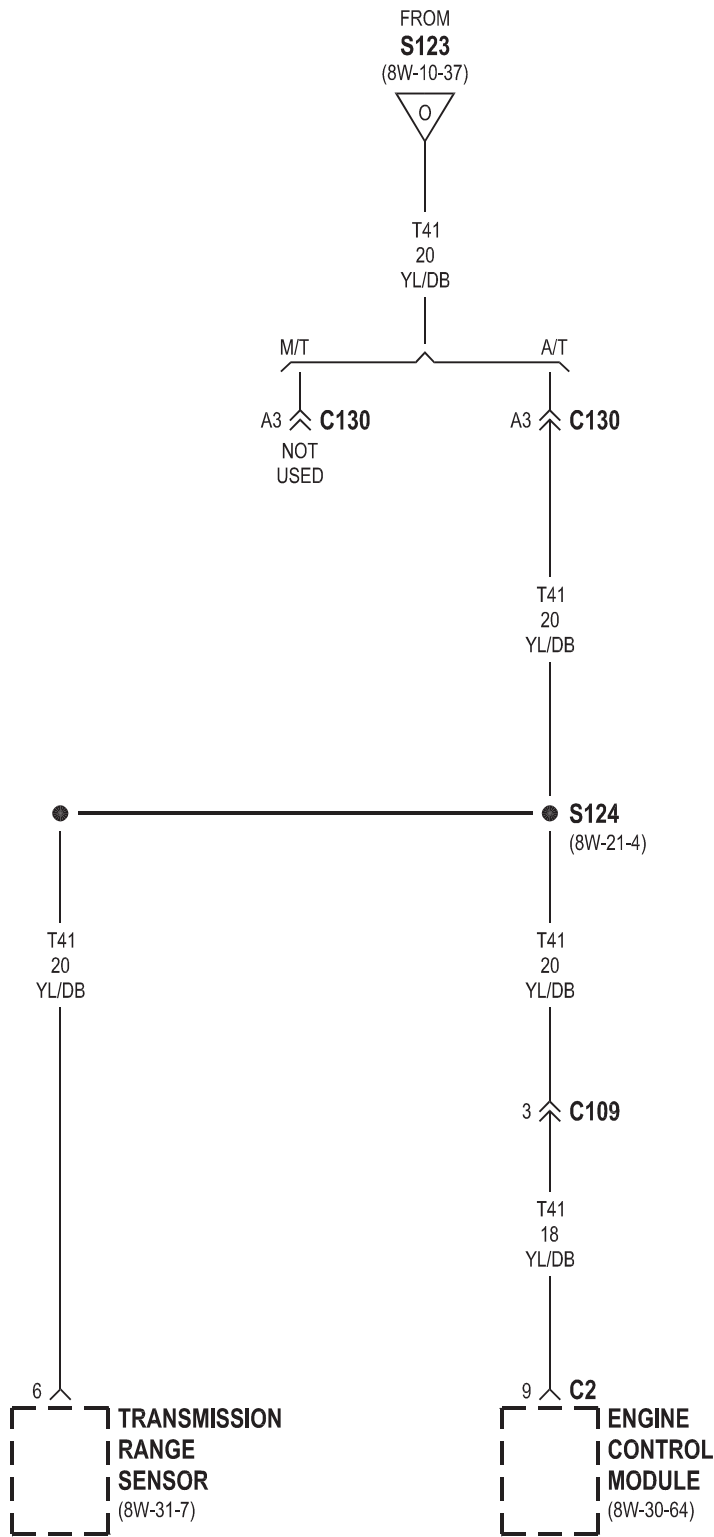 FROM
S123
(8W-10-37)
O
T41
20
YL/DB
M/T
A/T
A3
C130
NOT
USED
A3
C130
T41
20
YL/DB
S124
(8W-21-4)
T41
20
YL/DB
T41
20
YL/DB
3
C109
T41
18
YL/DB
6
TRANSMISSION
RANGE
SENSOR
(8W-31-7)
9
C2
ENGINE
CONTROL
MODULE
(8W-30-64)